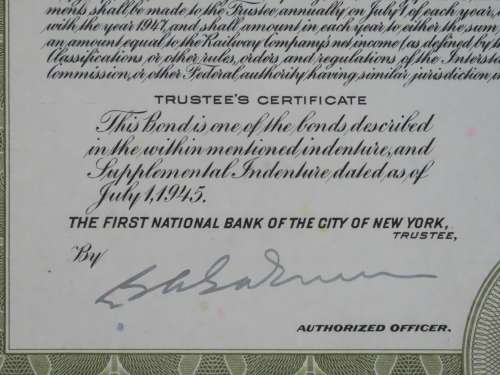 ments shall be made to the Trustee annually on July 1 of each year,
with the year 1947, and shall amount in each year to either the sum
an amount equal to the Railway Company's net income (as defined by
Classifications, or other rules, orders, and regulations of the Interst
Commission, or, other Federal authority having similar jurisdiction, i
TRUSTEE'S CERTIFICATE
This Bond is one of the bonds, described
in the within mentioned, indenture, and
Supplemental Indenture, dated, as of
July 1, 1945.
THE FIRST NATIONAL BANK OF THE CITY OF NEW YORK,
TRUSTEE,
By
AUTHORIZED OFFICER.